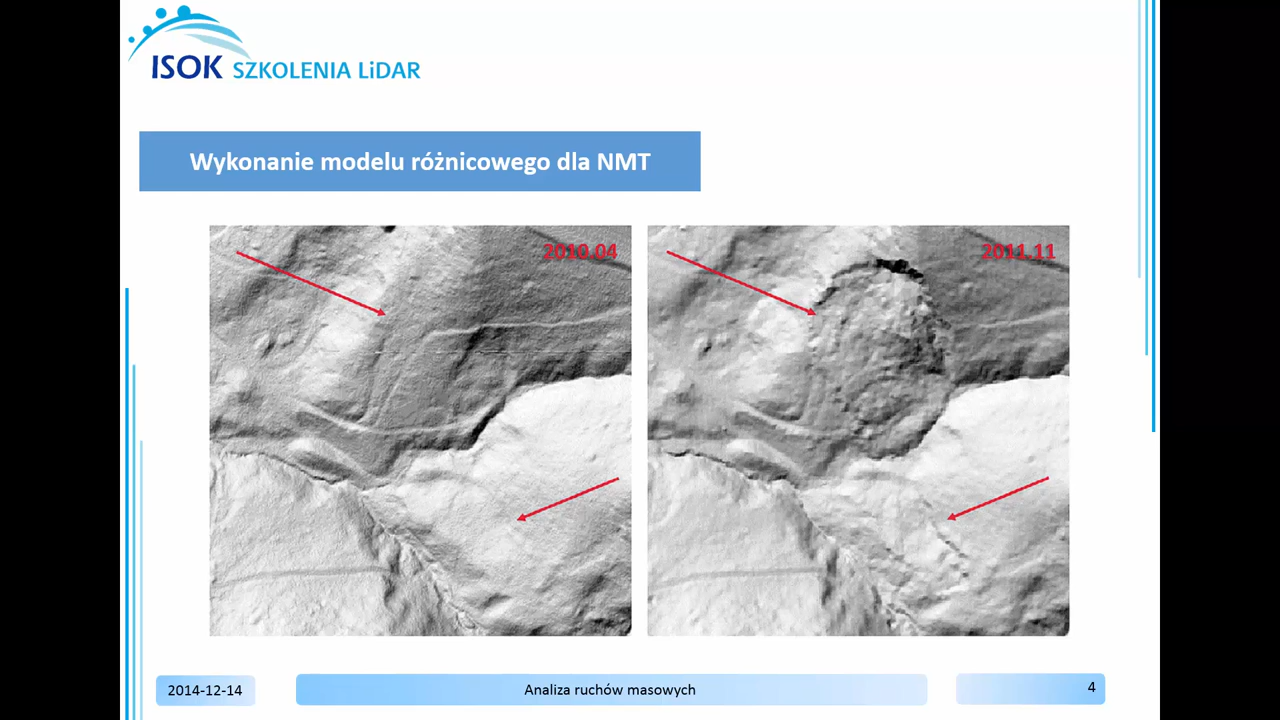 ISOK SZKOLENIA LiDAR
Wykonanie modelu różnicowego dla NMT
2010.04
2011.11
2014-12-14
Analiza ruchów masowych
4